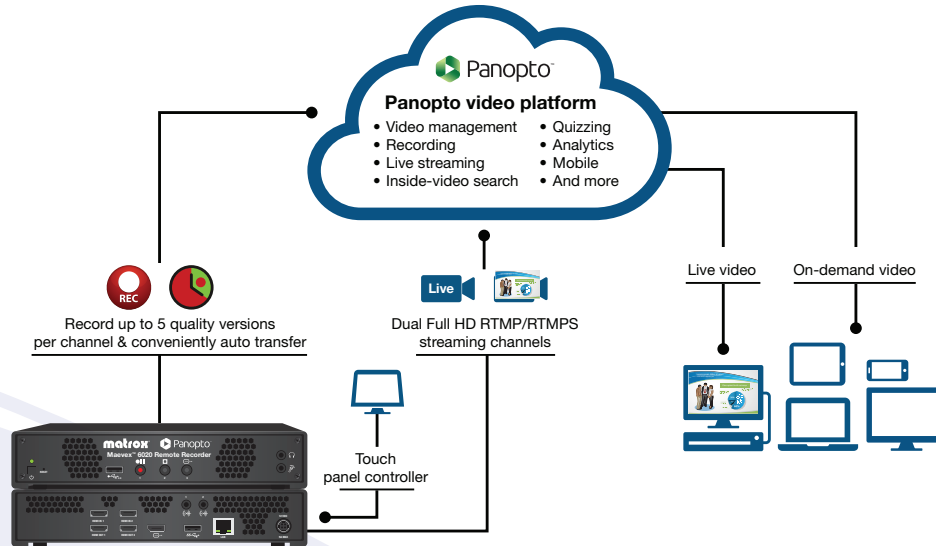 Panopto™
Panopto video platform
• Video management
• Recording
• Live streaming
• Inside-video search
• Quizzing
• Analytics
• Mobile
• And more
REC
Record up to 5 quality versions
per channel & conveniently auto transfer
Live
Dual Full HD RTMP/RTMPS
streaming channels
Live video
On-demand video
Touch
panel controller
matrox Panopto
Maevex™ 6020 Remote Recorder